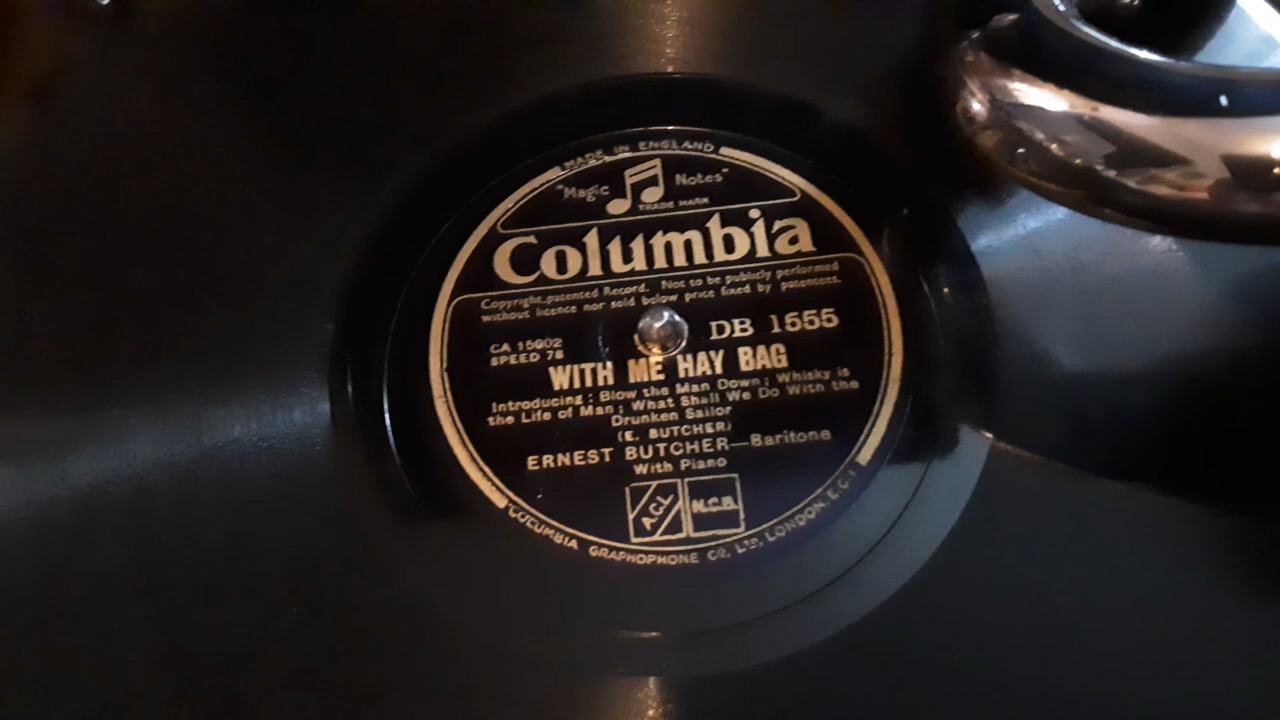 MADE IN ENGLAND
"Magic Notes"
TRADE MARK
Columbia
Copyright, patented Record. Not to be publicly performed
without licence nor sold below price fixed by patentees.
CA 15002
SPEED 78
DB 1555
WITH ME HAY BAG
Introducing : Blow the Man Down ; Whisky is
the Life of Man ; What Shall We Do With the
Drunken Sailor
(E. BUTCHER)
ERNEST BUTCHER—Baritone
With Piano
A.C.L. N.C.B.
COLUMBIA GRAPHOPHONE CO. LTD, LONDON, E.C.1